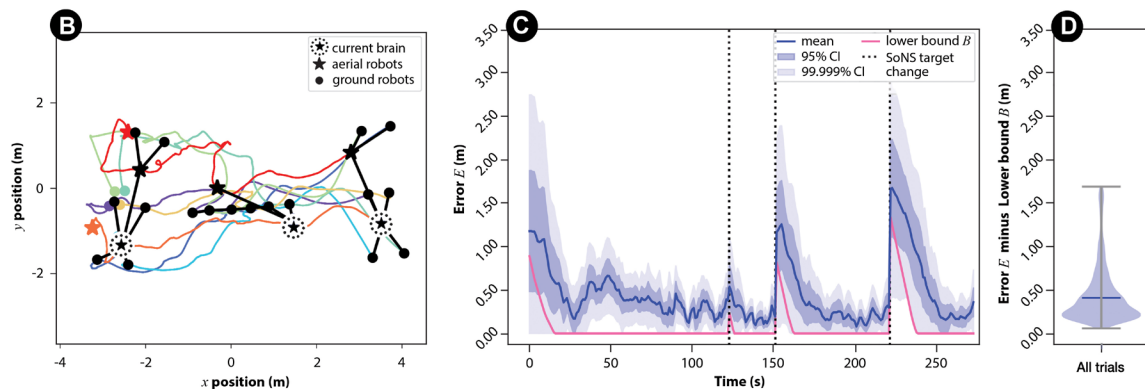 B
current brain
aerial robots
ground robots
y position (m)
2
0
-2
-4
-2
0
2
4
x position (m)
C
mean
95% CI
99.999% CI
lower bound B
SoNS target
change
Error E (m)
3.50
3.00
2.50
2.00
1.50
1.00
0.50
0.00
0
50
100
150
200
250
Time (s)
D
Error E minus Lower bound B (m)
3.50
3.00
2.50
2.00
1.50
1.00
0.50
0.00
All trials